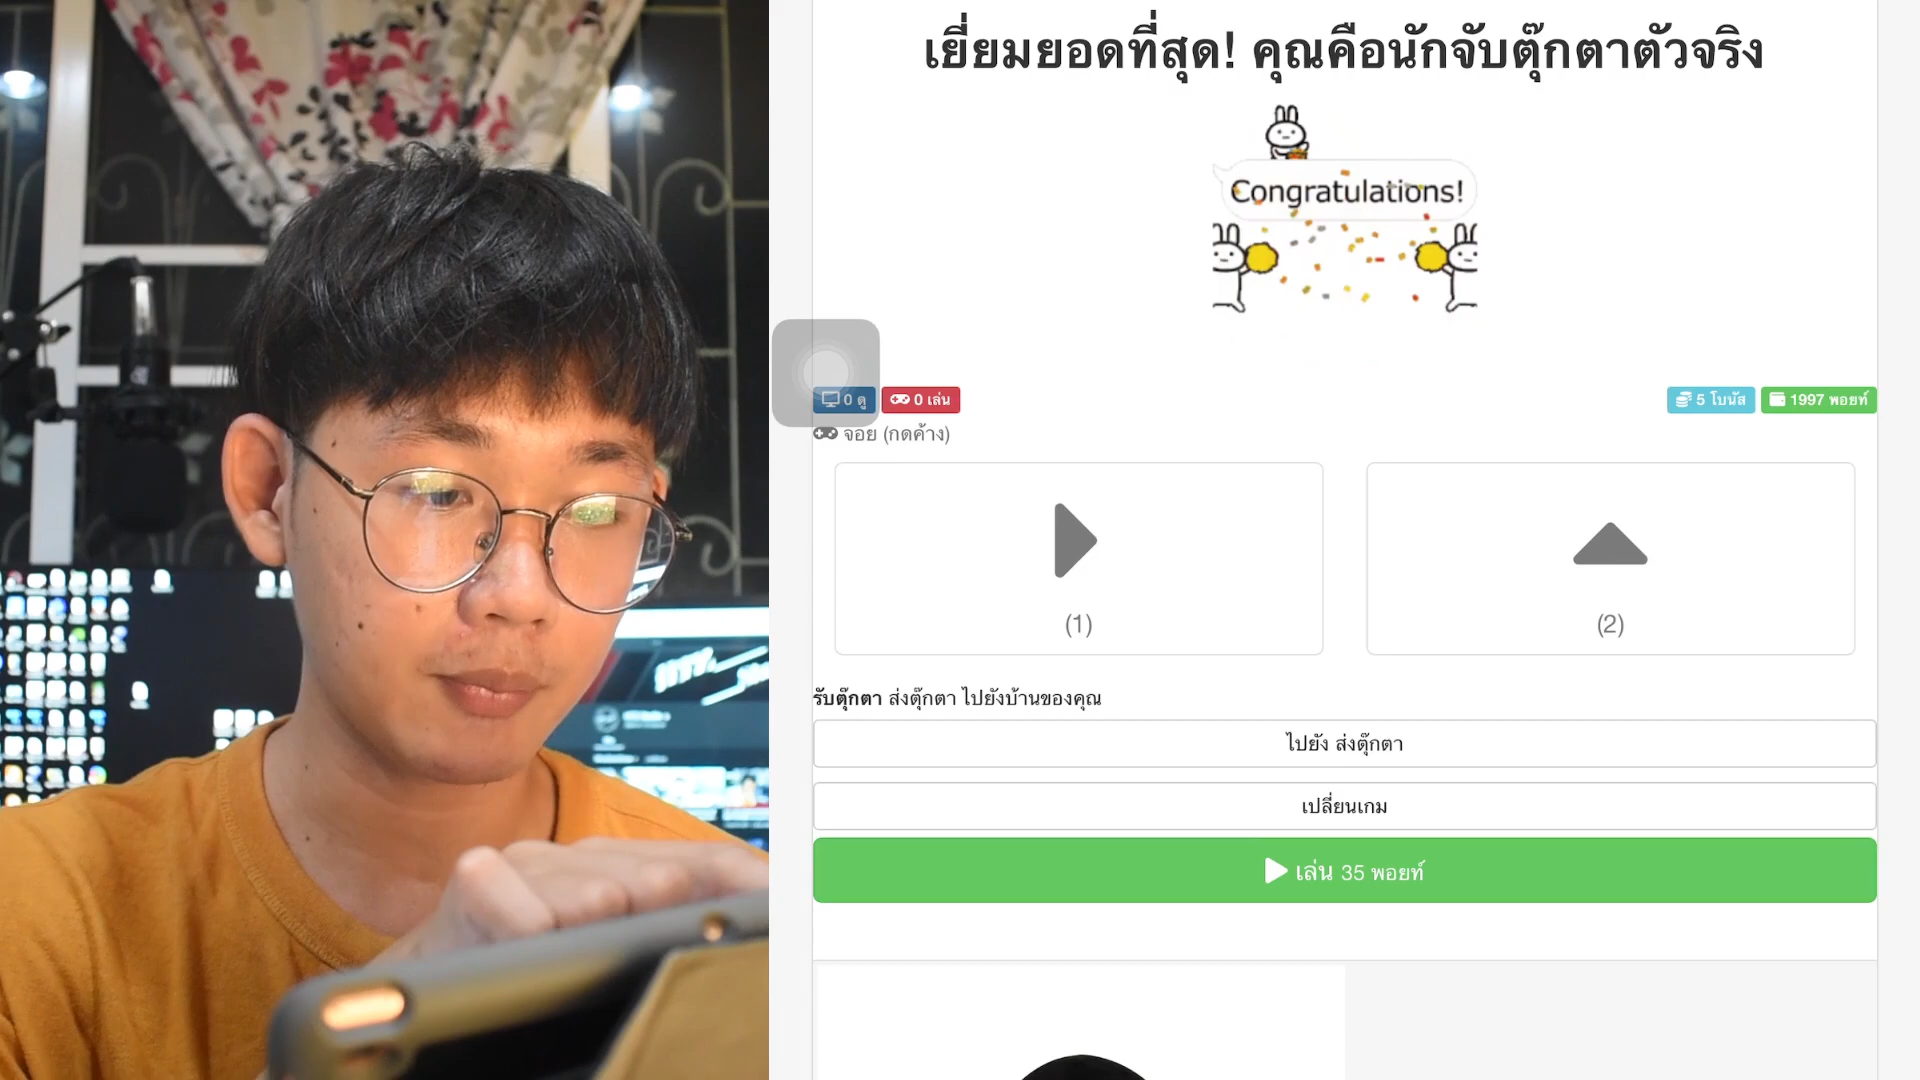 เยี่ยมยอดที่สุด! คุณคือนักจับตุ๊กตาตัวจริง
Congratulations!
0 ดู
0 เล่น
5 โบนัส
1997 พอยท์
จอย (กดค้าง)
(1)
(2)
รับตุ๊กตา ส่งตุ๊กตา ไปยังบ้านของคุณ
ไปยัง ส่งตุ๊กตา
เปลี่ยนเกม
เล่น 35 พอยท์